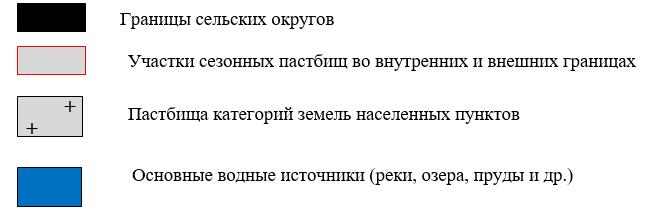 Границы сельских округов
Участки сезонных пастбищ во внутренних и внешних границах
Пастбища категорий земель населенных пунктов
Основные водные источники (реки, озера, пруды и др.)